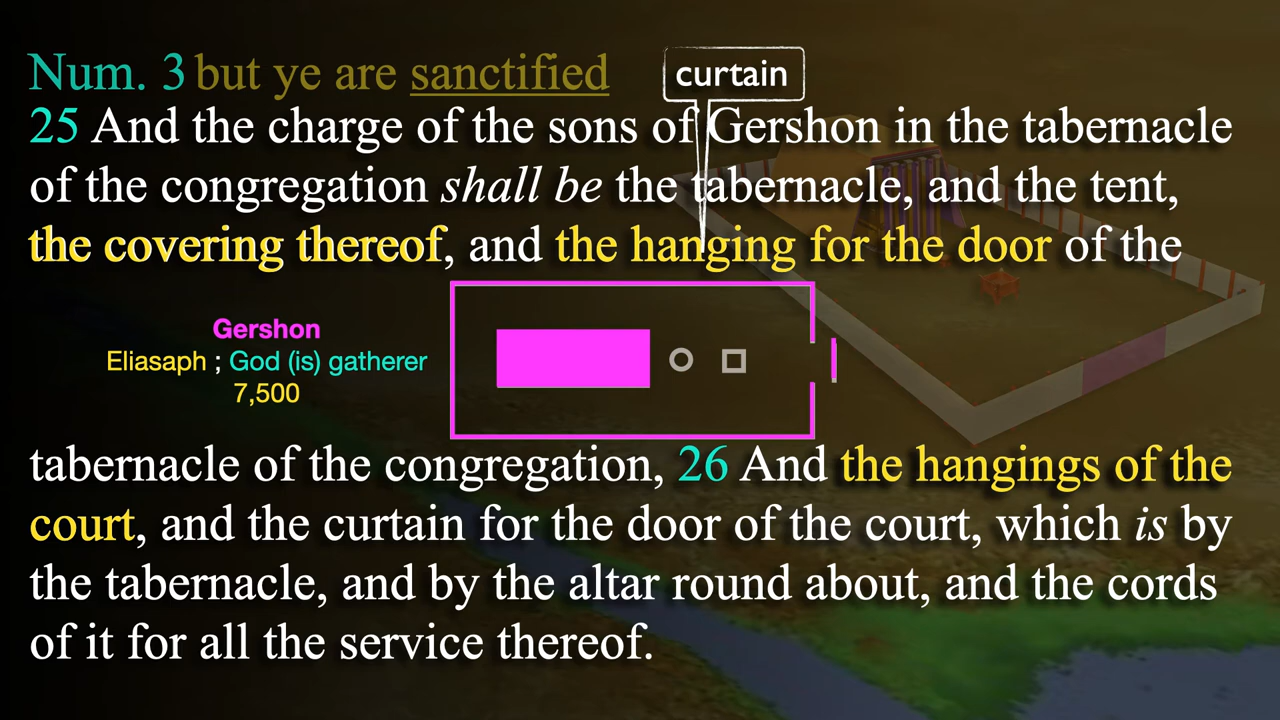 Num. 3 but ye are sanctified
curtain
25 And the charge of the sons of Gershon in the tabernacle
of the congregation shall be the tabernacle, and the tent,
the covering thereof, and the hanging for the door of the
Gershon
Eliasaph ; God (is) gatherer
7,500
tabernacle of the congregation, 26 And the hangings of the
court, and the curtain for the door of the court, which is by
the tabernacle, and by the altar round about, and the cords
of it for all the service thereof.